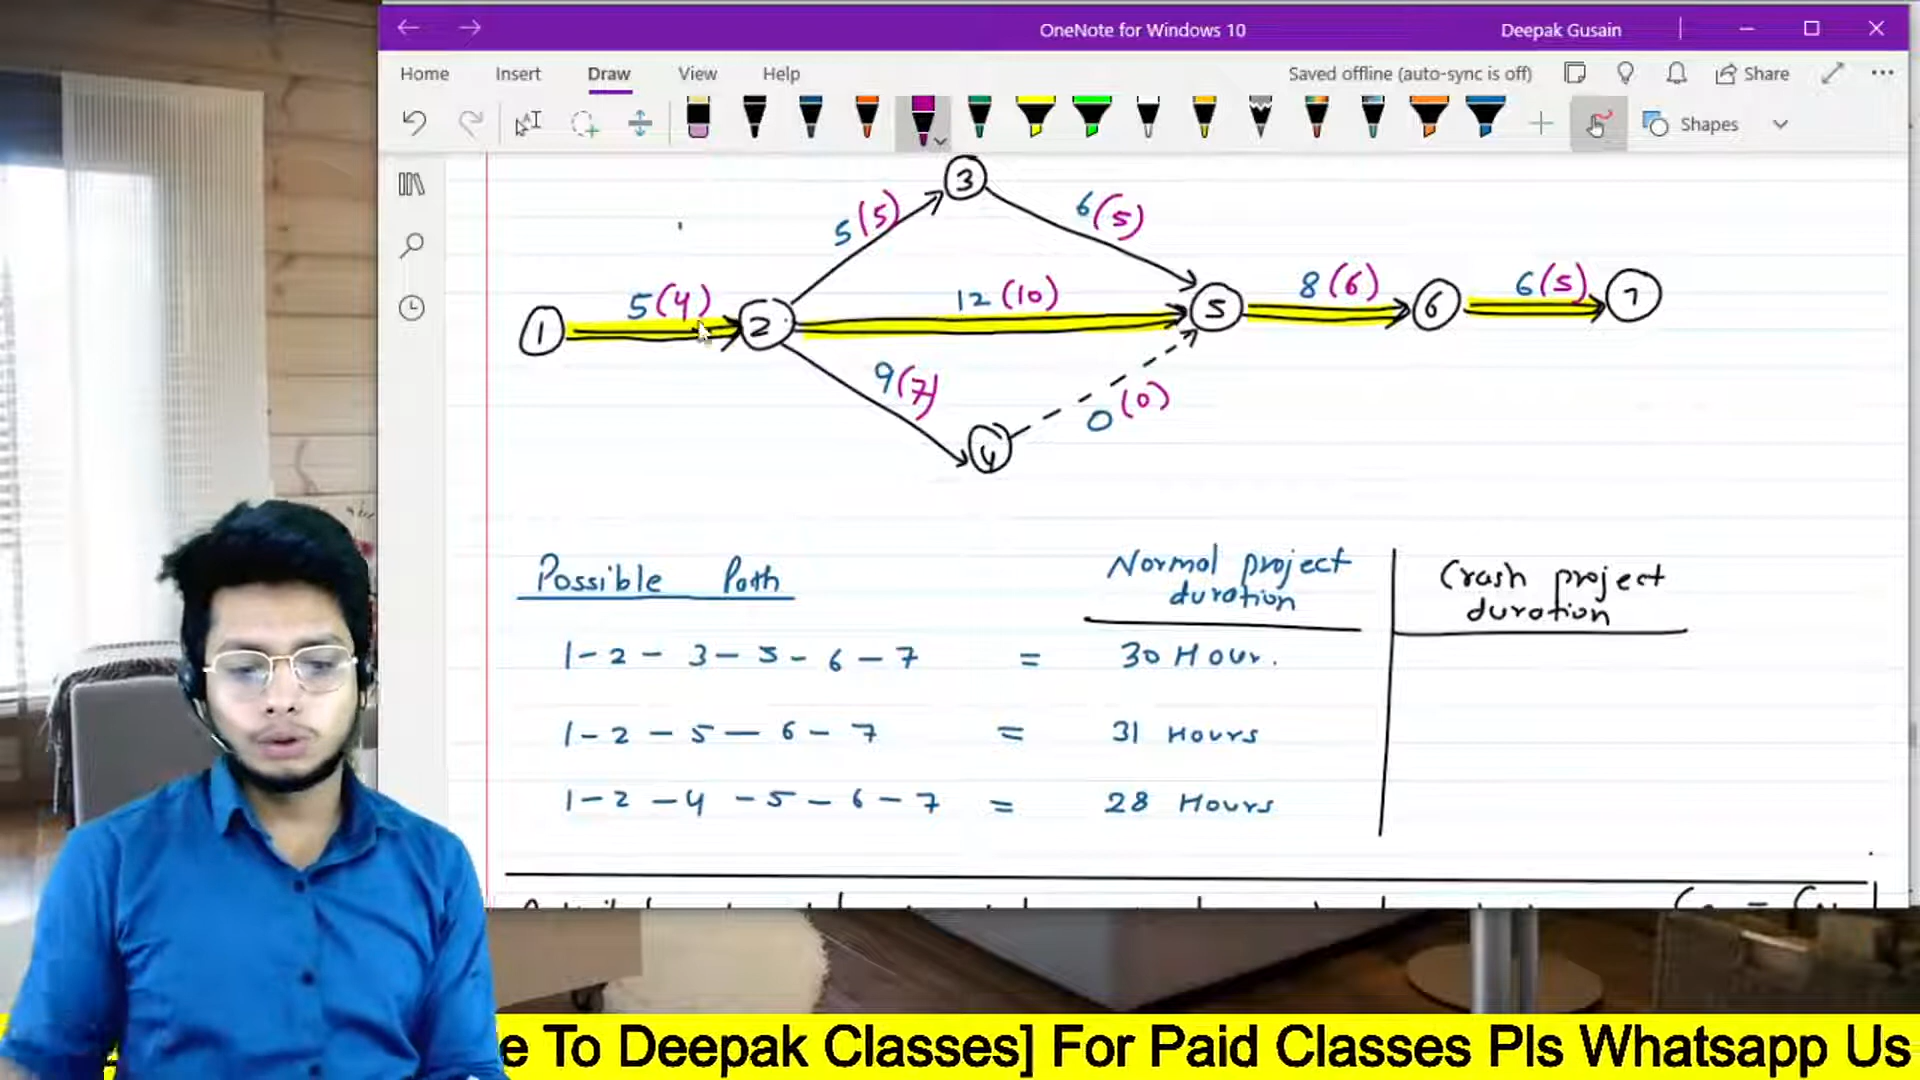 OneNote for Windows 10
Deepak Gusain
Home Insert Draw View Help
Saved offline (auto-sync is off)
Share
Shapes
3
5(5)
6(5)
5(4)
12(10)
8(6)
6(5)
1
2
5
6
7
9(7)
0(0)
4
Possible Path
Normal project duration
Crash project duration
1-2-3-5-6-7 = 30 Hour.
1-2-5-6-7 = 31 Hours
1-2-4-5-6-7 = 28 Hours
e To Deepak Classes] For Paid Classes Pls Whatsapp Us